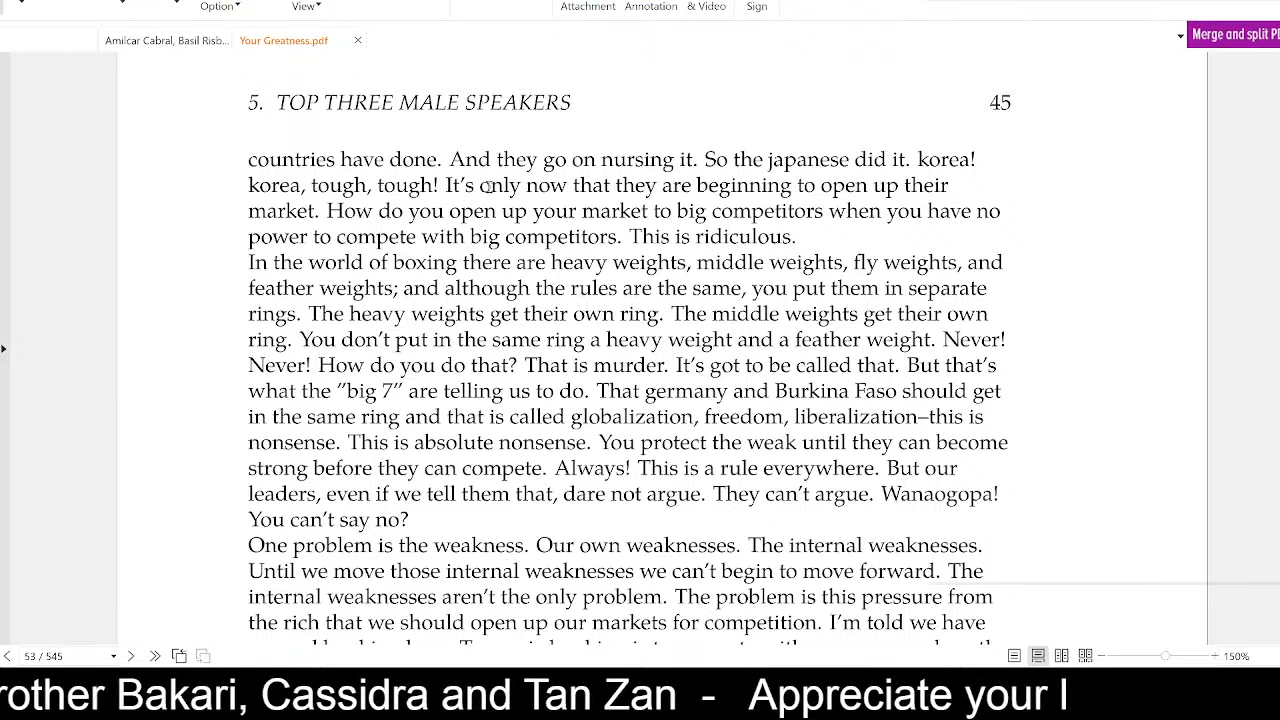 Option
View
Attachment
Annotation
& Video
Sign
Amilcar Cabral, Basil Risb...
Your Greatness.pdf
Merge and split
5. TOP THREE MALE SPEAKERS 45
countries have done. And they go on nursing it. So the japanese did it. korea!
korea, tough, tough! It's only now that they are beginning to open up their
market. How do you open up your market to big competitors when you have no
power to compete with big competitors. This is ridiculous.
In the world of boxing there are heavy weights, middle weights, fly weights, and
feather weights; and although the rules are the same, you put them in separate
rings. The heavy weights get their own ring. The middle weights get their own
ring. You don't put in the same ring a heavy weight and a feather weight. Never!
Never! How do you do that? That is murder. It's got to be called that. But that's
what the "big 7" are telling us to do. That germany and Burkina Faso should get
in the same ring and that is called globalization, freedom, liberalization–this is
nonsense. This is absolute nonsense. You protect the weak until they can become
strong before they can compete. Always! This is a rule everywhere. But our
leaders, even if we tell them that, dare not argue. They can't argue. Wanaogopa!
You can't say no?
One problem is the weakness. Our own weaknesses. The internal weaknesses.
Until we move those internal weaknesses we can't begin to move forward. The
internal weaknesses aren't the only problem. The problem is this pressure from
the rich that we should open up our markets for competition. I'm told we have
53 / 545
150%
rother Bakari, Cassidra and Tan Zan - Appreciate your